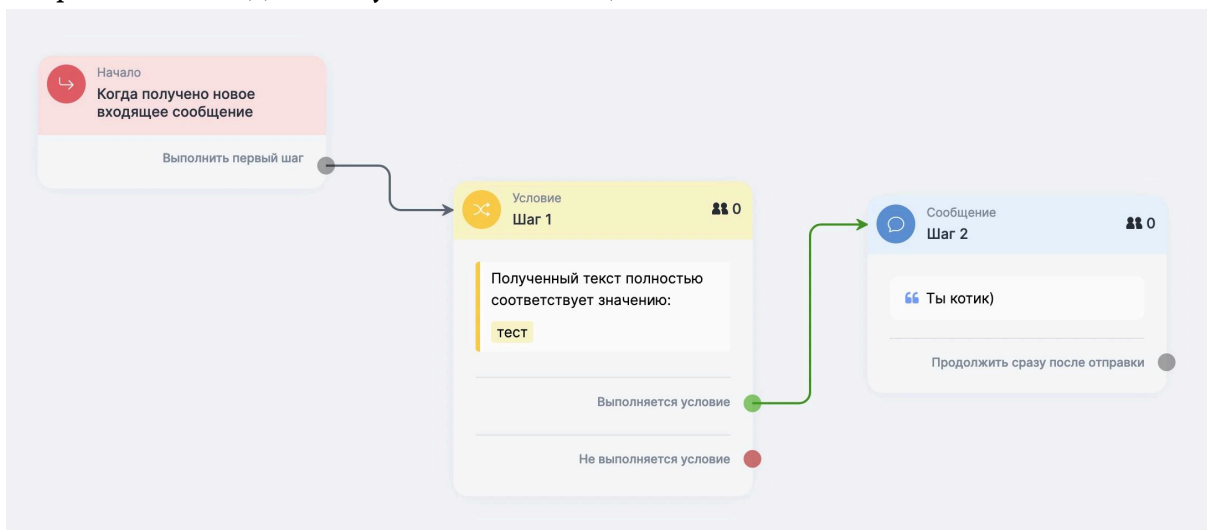 Начало
Когда получено новое
входящее сообщение
Выполнить первый шаг
Условие
Шаг 1
0
Полученный текст полностью
соответствует значению:
тест
Выполняется условие
Не выполняется условие
Сообщение
Шаг 2
0
Ты котик)
Продолжить сразу после отправки